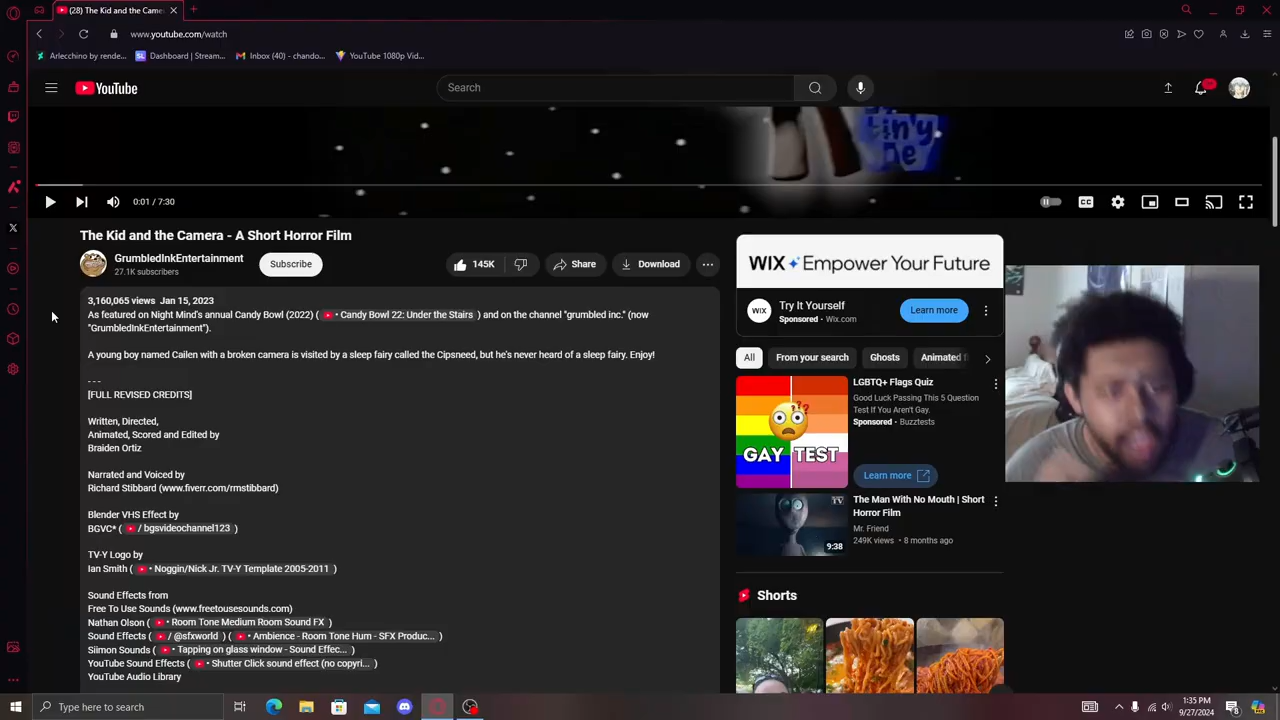 (28) The Kid and the Came
www.youtube.com/watch
Arlecchino by rende...
Dashboard | Stream...
Inbox (40) - chando...
YouTube 1080p Vid...
YouTube
Search
tiny
Be
0:01 / 7:30
CC
The Kid and the Camera - A Short Horror Film
GrumbledInkEntertainment
27.1K subscribers
Subscribe
145K
Share
Download
3,160,065 views Jan 15, 2023
As featured on Night Mind's annual Candy Bowl (2022) ( • Candy Bowl 22: Under the Stairs ) and on the channel "grumbled inc." (now
"GrumbledInkEntertainment").
A young boy named Cailen with a broken camera is visited by a sleep fairy called the Cipsneed, but he's never heard of a sleep fairy. Enjoy!
- - -
[FULL REVISED CREDITS]
Written, Directed,
Animated, Scored and Edited by
Braiden Ortiz
Narrated and Voiced by
Richard Stibbard (www.fiverr.com/rmstibbard)
Blender VHS Effect by
BGVC* ( / bgsvideochannel123 )
TV-Y Logo by
Ian Smith ( • Noggin/Nick Jr. TV-Y Template 2005-2011 )
Sound Effects from
Free To Use Sounds (www.freetousesounds.com)
Nathan Olson ( • Room Tone Medium Room Sound FX )
Sound Effects ( / @sfxworld ) ( • Ambience - Room Tone Hum - SFX Produc... )
Siimon Sounds ( • Tapping on glass window - Sound Effec... )
YouTube Sound Effects ( • Shutter Click sound effect (no copyri... )
YouTube Audio Library
WIX Empower Your Future
WIX
Try It Yourself
Sponsored • Wix.com
Learn more
All
From your search
Ghosts
Animated f
GAY TEST
LGBTQ+ Flags Quiz
Good Luck Passing This 5 Question
Test If You Aren't Gay.
Sponsored • Buzztests
Learn more
TV
9:38
The Man With No Mouth | Short
Horror Film
Mr. Friend
249K views • 8 months ago
Shorts
Type here to search
1:35 PM
9/27/2024
8